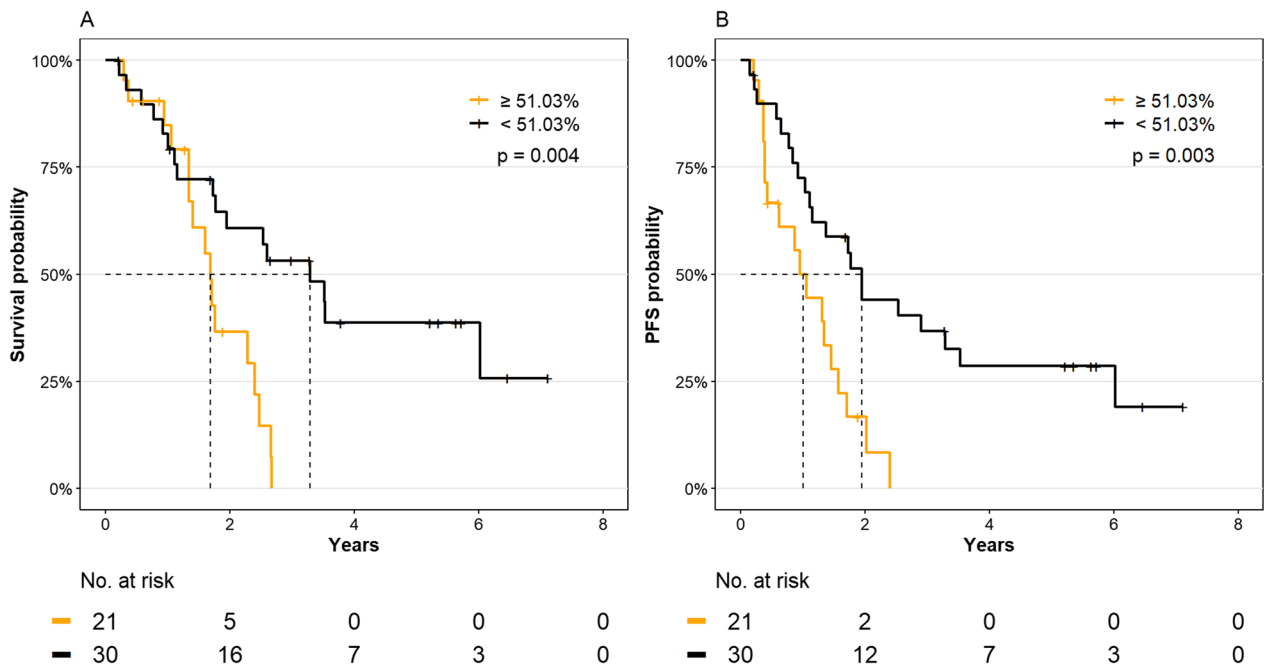 A
Survival probability
100%
75%
50%
25%
0%
≥ 51.03%
< 51.03%
p = 0.004
0 2 4 6 8
Years
No. at risk
21 5 0 0 0
30 16 7 3 0
B
PFS probability
100%
75%
50%
25%
0%
≥ 51.03%
< 51.03%
p = 0.003
0 2 4 6 8
Years
No. at risk
21 2 0 0 0
30 12 7 3 0